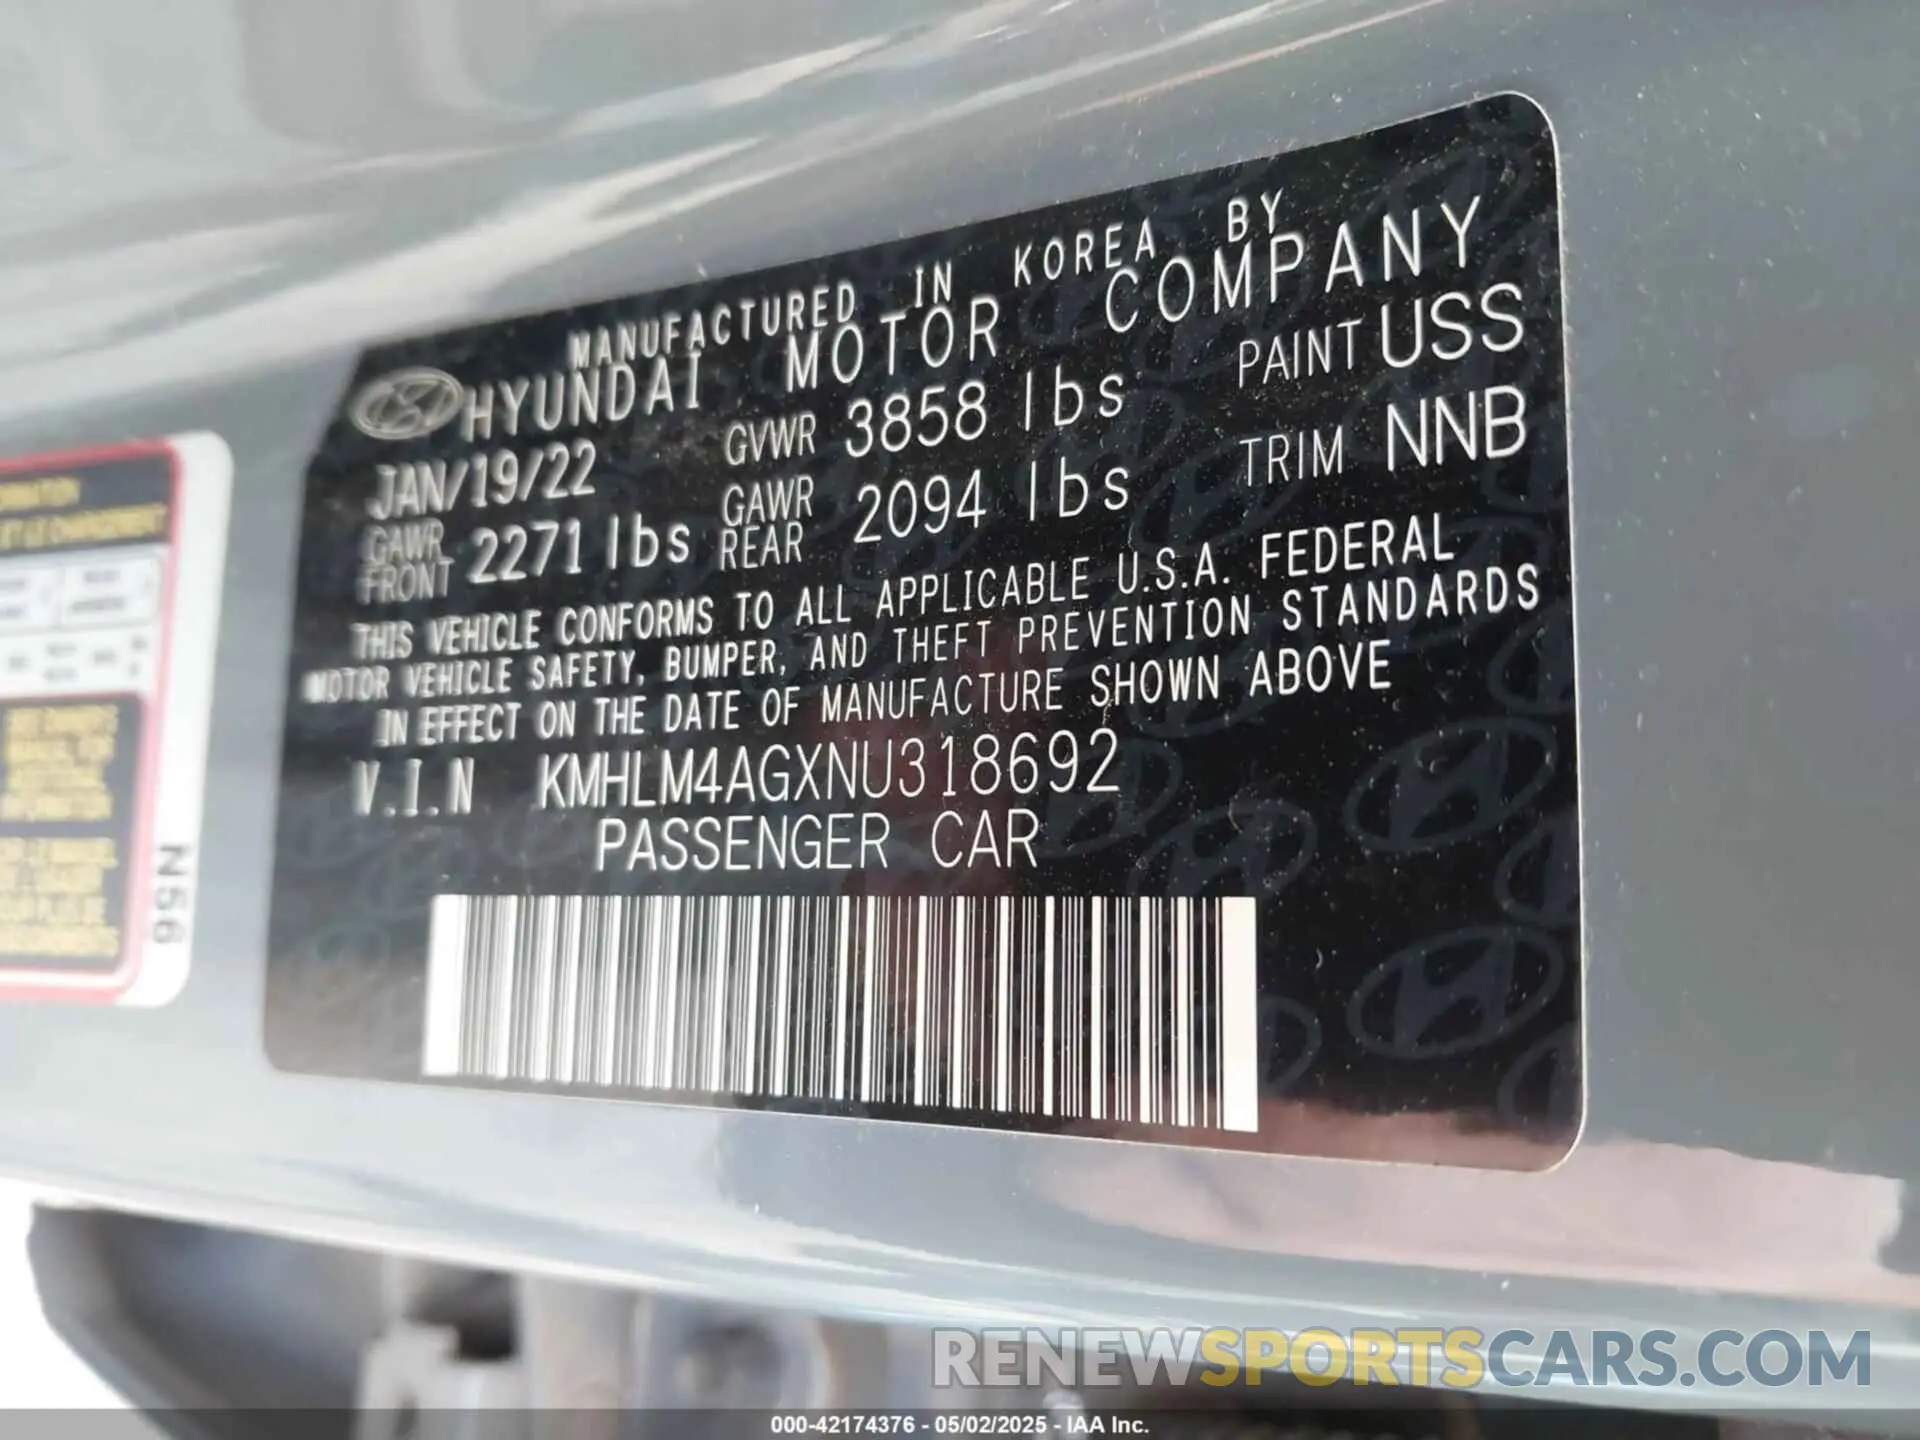 MANUFACTURED IN KOREA BY
HYUNDAI MOTOR COMPANY
JAN/19/22 GVWR 3858 lbs PAINT USS
GAWR FRONT 2271 lbs GAWR REAR 2094 lbs TRIM NNB
THIS VEHICLE CONFORMS TO ALL APPLICABLE U.S.A. FEDERAL
MOTOR VEHICLE SAFETY, BUMPER, AND THEFT PREVENTION STANDARDS
IN EFFECT ON THE DATE OF MANUFACTURE SHOWN ABOVE
V.I.N KMHLM4AGXNU318692
PASSENGER CAR
N56
RENEWSPORTSCARS.COM
000-42174376 - 05/02/2025 - IAA Inc.